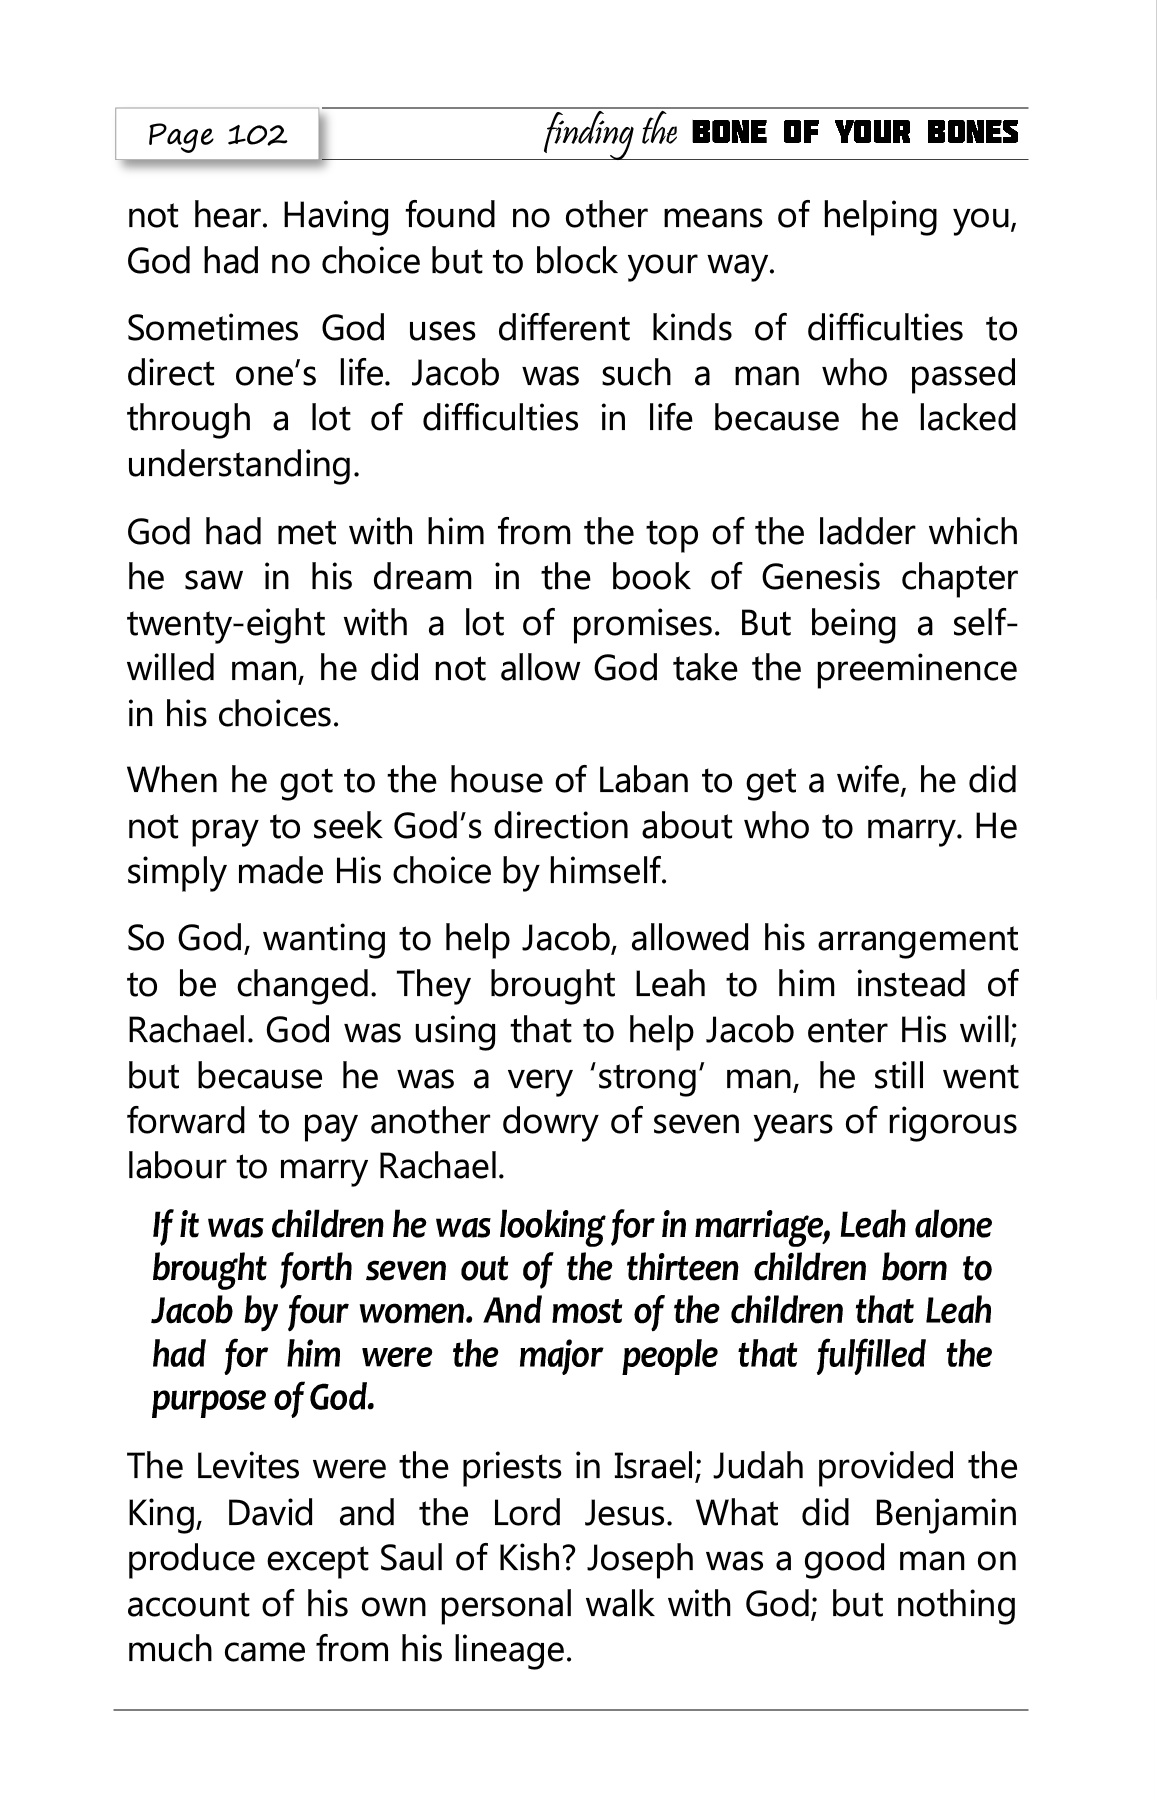 Page 102
finding the BONE OF YOUR BONES
not hear. Having found no other means of helping you,
God had no choice but to block your way.
Sometimes God uses different kinds of difficulties to
direct one’s life. Jacob was such a man who passed
through a lot of difficulties in life because he lacked
understanding.
God had met with him from the top of the ladder which
he saw in his dream in the book of Genesis chapter
twenty-eight with a lot of promises. But being a self-
willed man, he did not allow God take the preeminence
in his choices.
When he got to the house of Laban to get a wife, he did
not pray to seek God’s direction about who to marry. He
simply made His choice by himself.
So God, wanting to help Jacob, allowed his arrangement
to be changed. They brought Leah to him instead of
Rachael. God was using that to help Jacob enter His will;
but because he was a very ‘strong’ man, he still went
forward to pay another dowry of seven years of rigorous
labour to marry Rachael.
If it was children he was looking for in marriage, Leah alone
brought forth seven out of the thirteen children born to
Jacob by four women. And most of the children that Leah
had for him were the major people that fulfilled the
purpose of God.
The Levites were the priests in Israel; Judah provided the
King, David and the Lord Jesus. What did Benjamin
produce except Saul of Kish? Joseph was a good man on
account of his own personal walk with God; but nothing
much came from his lineage.